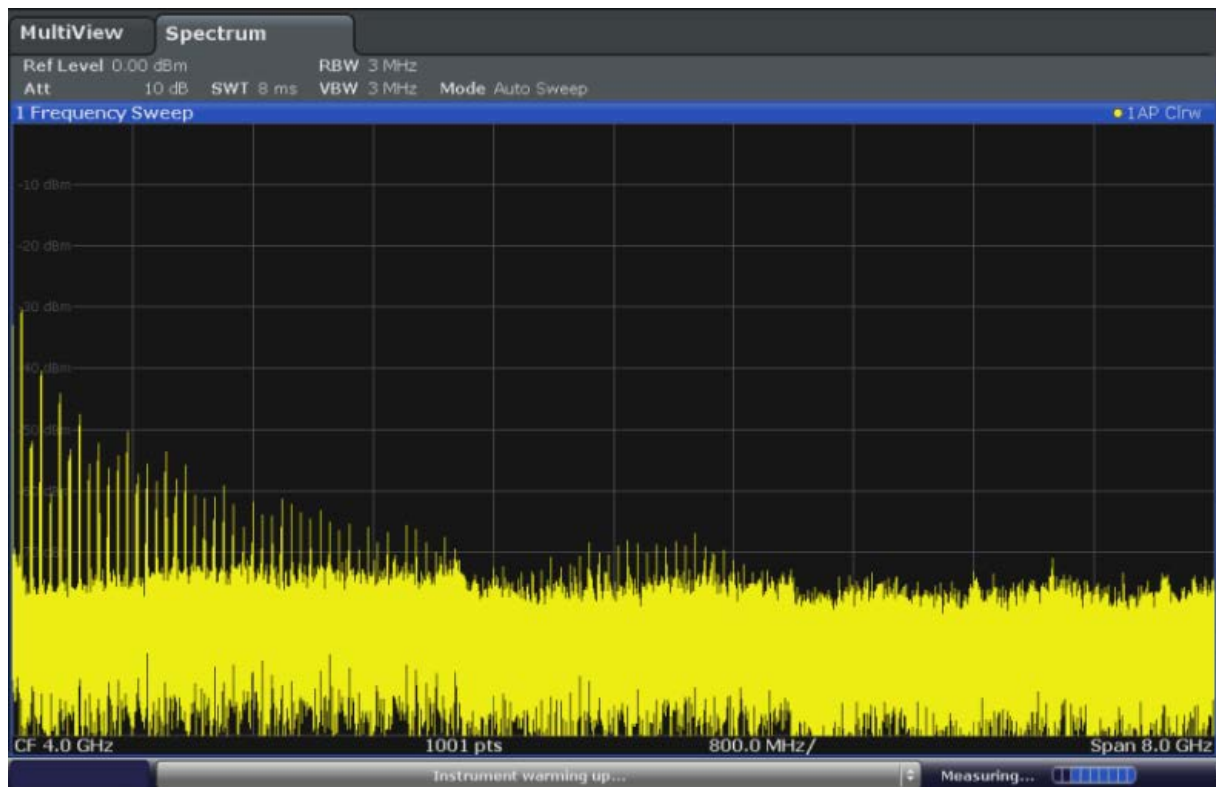 MultiView Spectrum
Ref Level 0.00 dBm RBW 3 MHz
Att 10 dB SWT 8 ms VBW 3 MHz Mode Auto Sweep
1 Frequency Sweep 1AP Clrw
-10 dBm
-20 dBm
-30 dBm
-40 dBm
-50 dBm
CF 4.0 GHz 1001 pts 800.0 MHz/ Span 8.0 GHz
Instrument warming up... Measuring...